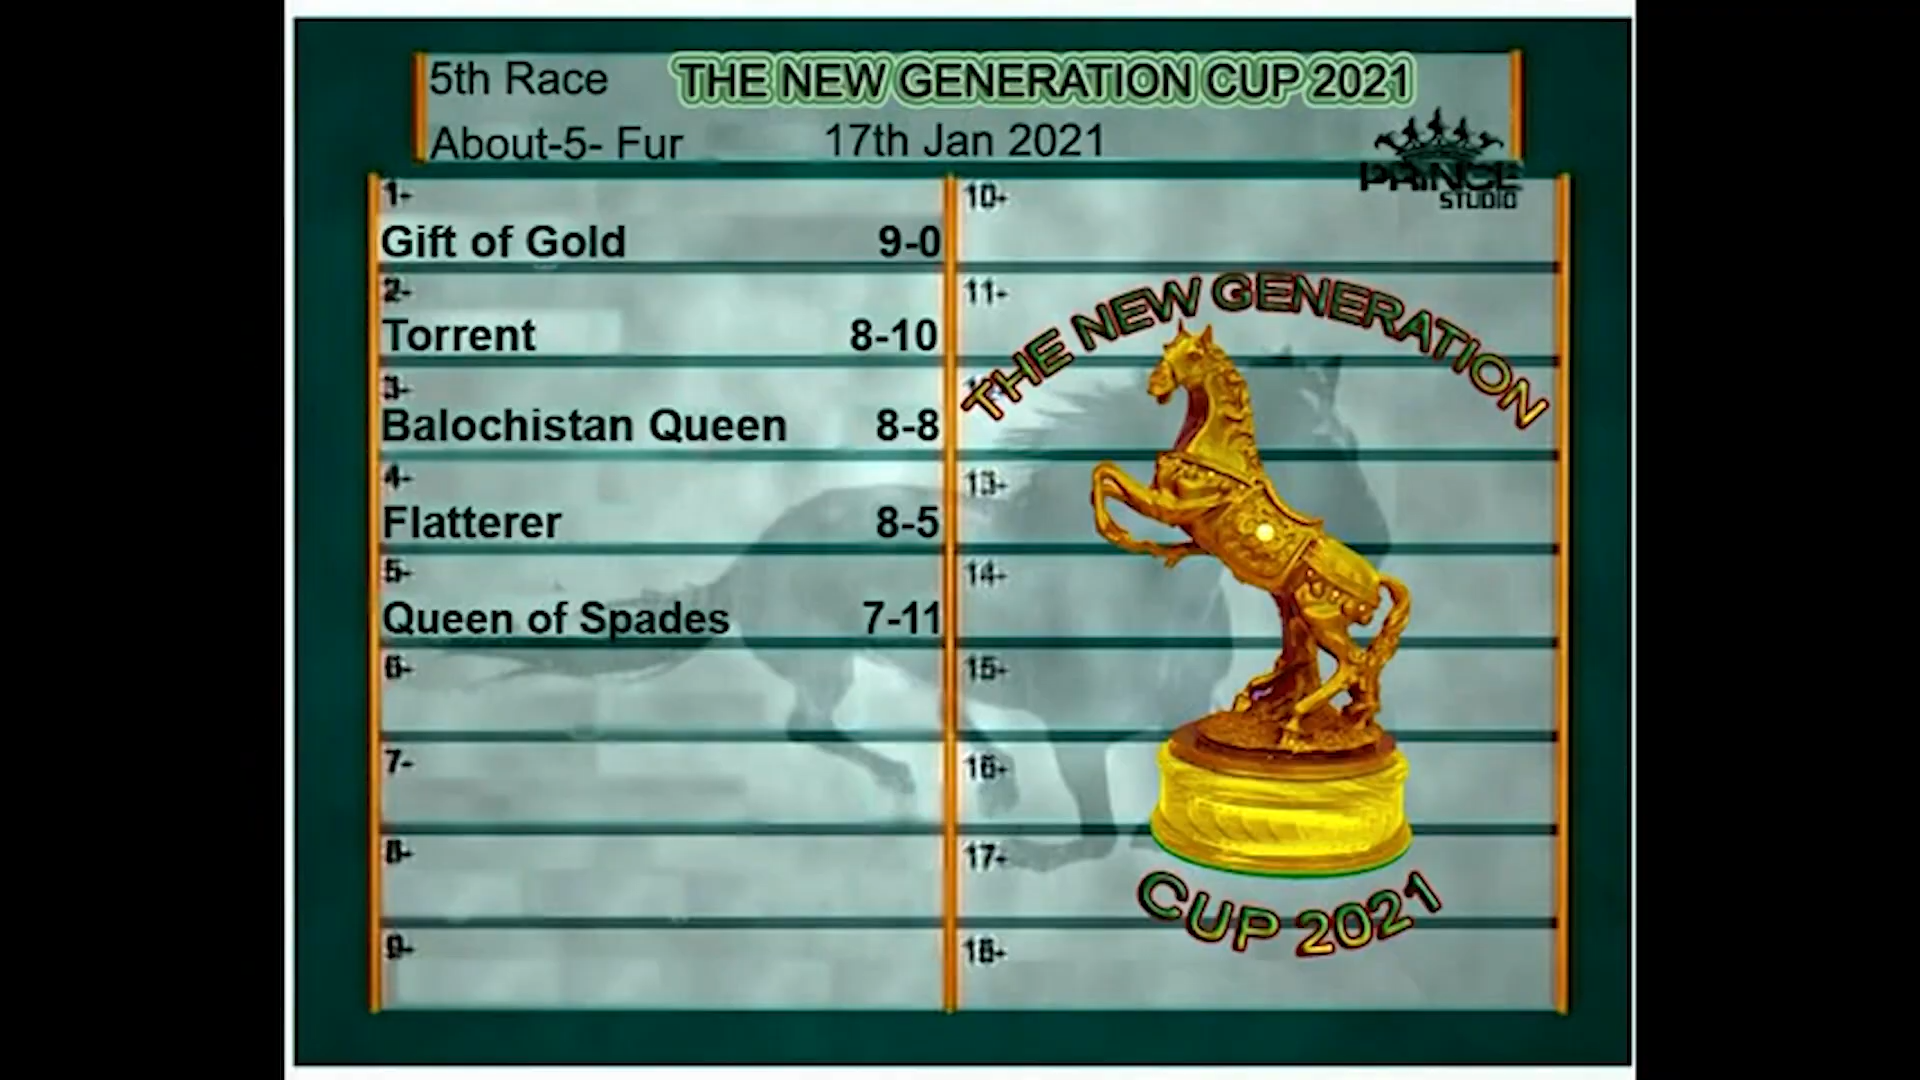 5th Race THE NEW GENERATION CUP 2021
About-5- Fur 17th Jan 2021
PRINCE
STUDIO
1-
Gift of Gold 9-0
2-
Torrent 8-10
3-
Balochistan Queen 8-8
4-
Flatterer 8-5
5-
Queen of Spades 7-11
6-
7-
8-
9-
10-
11-
13-
14-
15-
16-
17-
18-
THE NEW GENERATION
CUP 2021